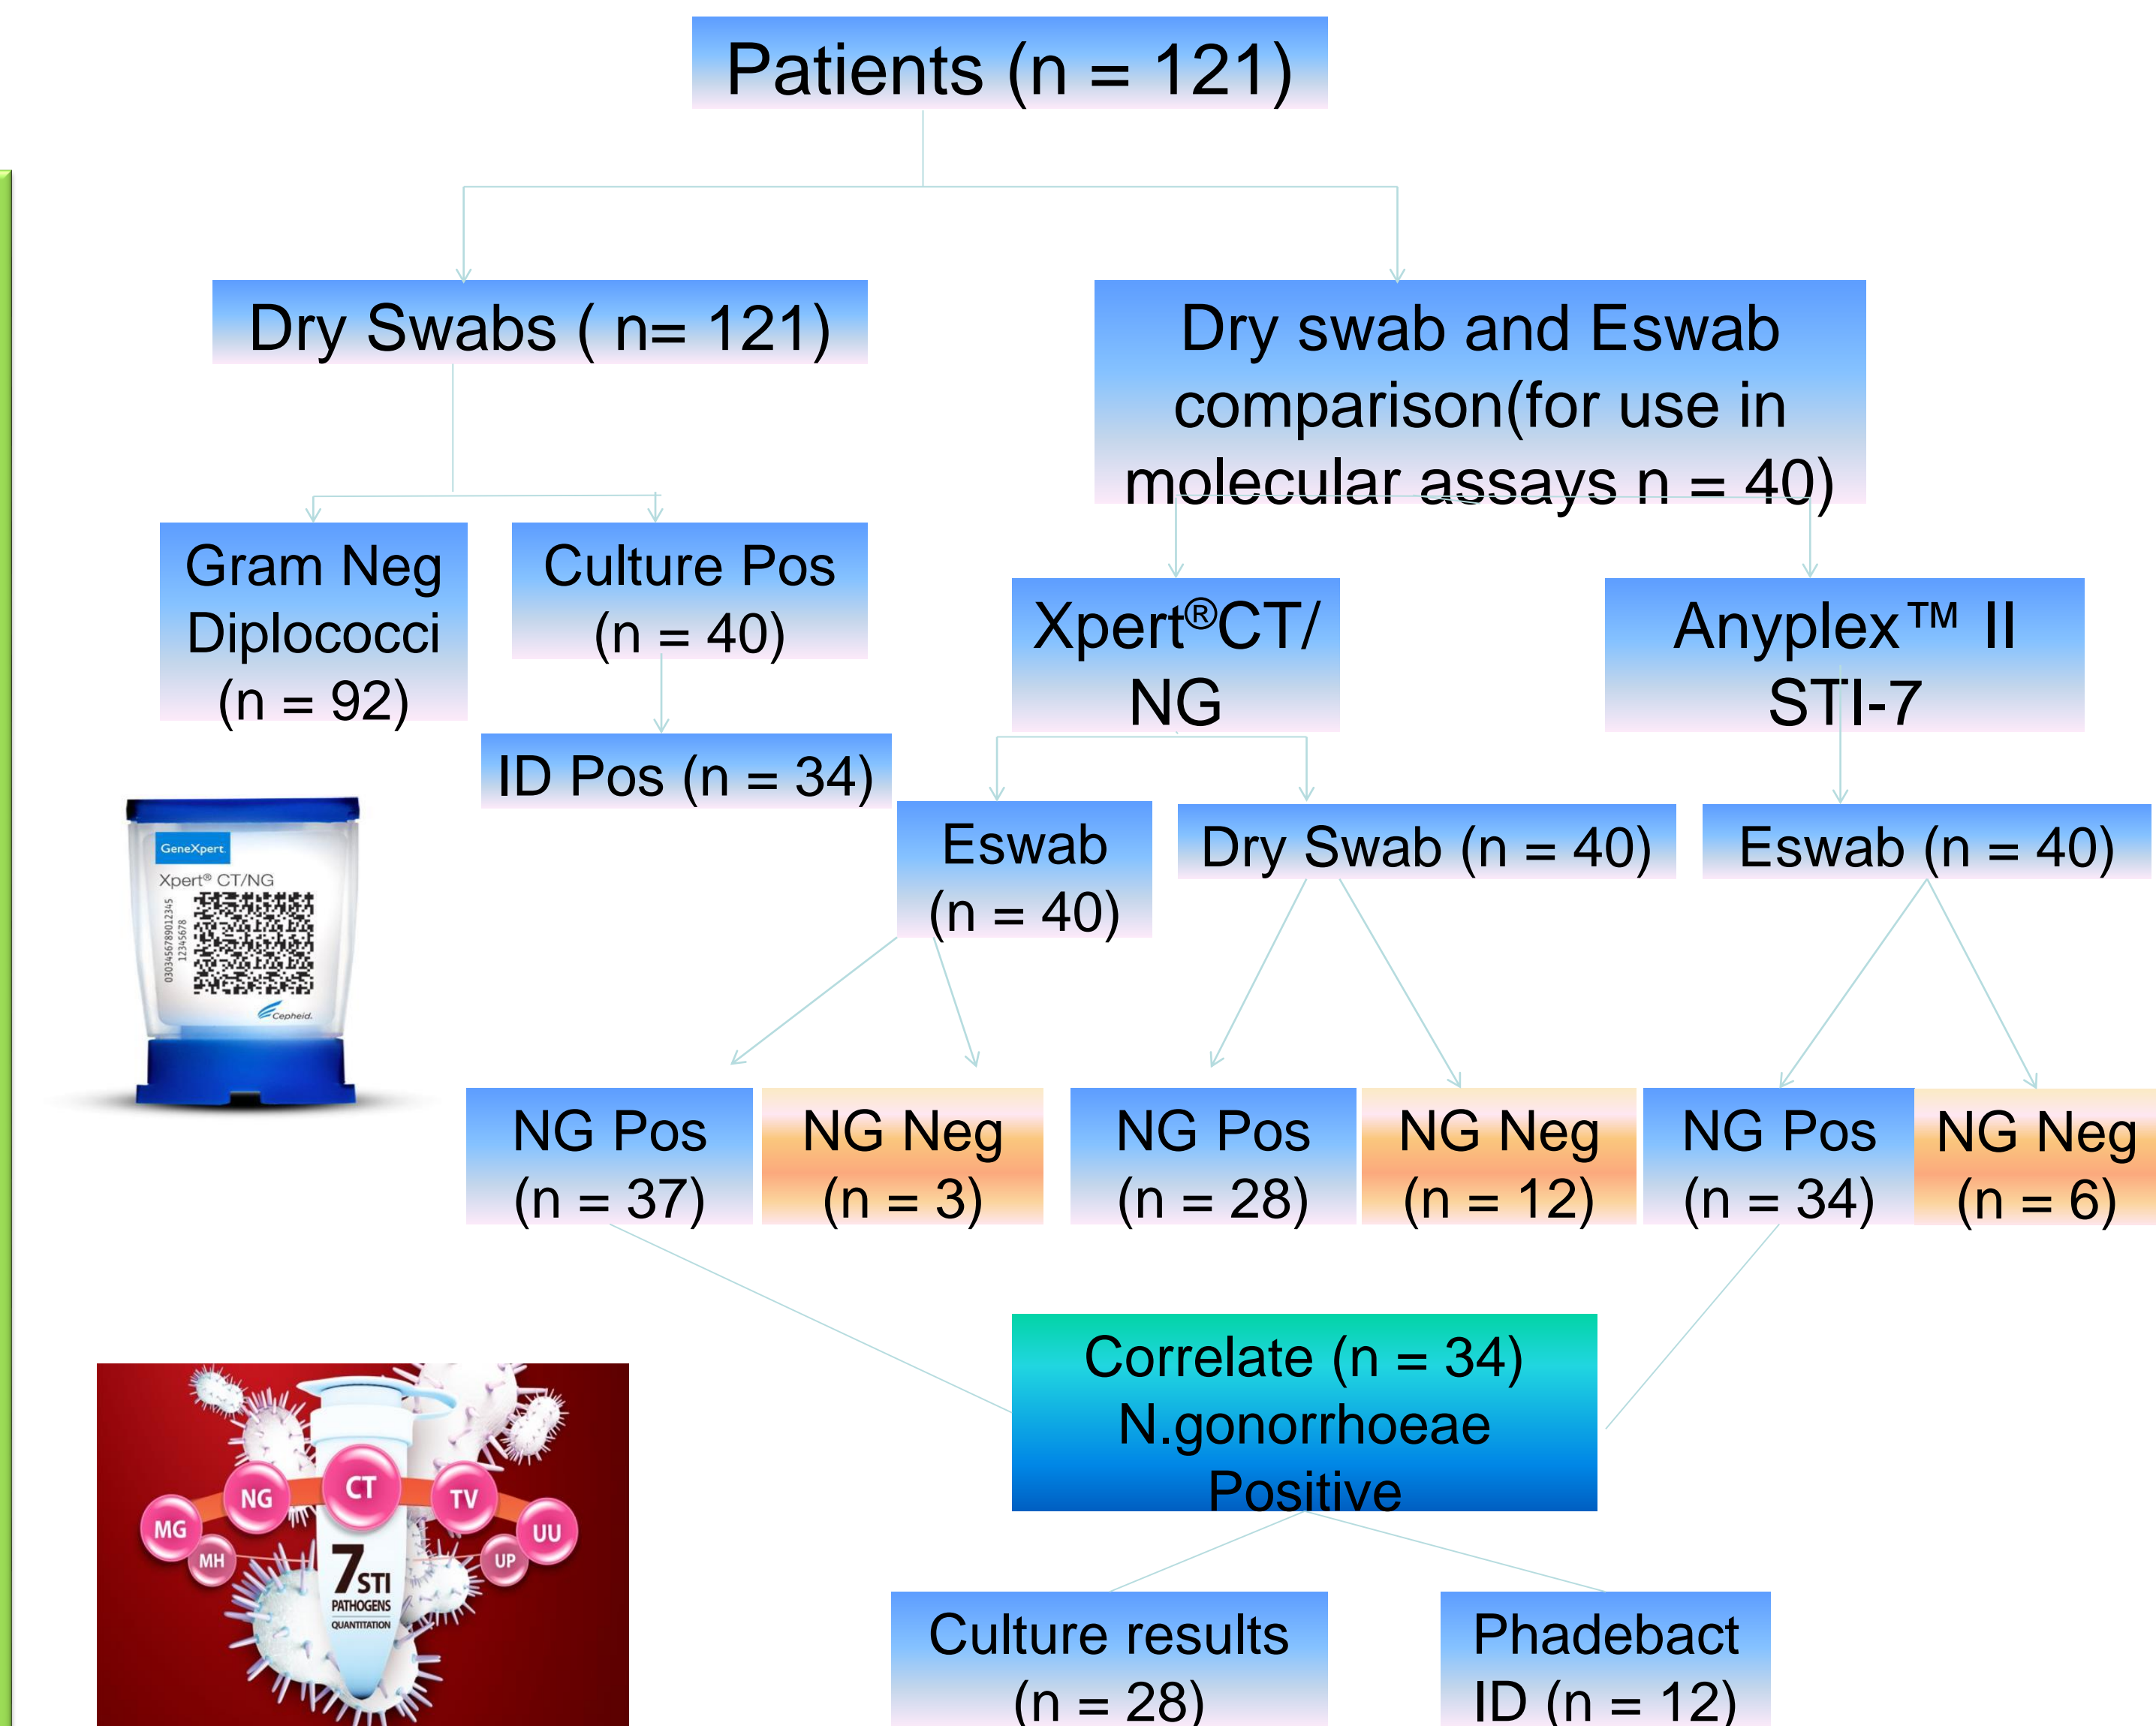 Patients (n = 121)
Dry Swabs ( n= 121)
Dry swab and Eswab
comparison(for use in
molecular assays n = 40)
Gram Neg
Diplococci
(n = 92)
Culture Pos
(n = 40)
ID Pos (n = 34)
Xpert®CT/
NG
Anyplex™ II
STI-7
Eswab
(n = 40)
Dry Swab (n = 40)
Eswab (n = 40)
GeneXpert
Xpert® CT/NG
0303456789012345
12345678
Cepheid.
NG Pos
(n = 37)
NG Neg
(n = 3)
NG Pos
(n = 28)
NG Neg
(n = 12)
NG Pos
(n = 34)
NG Neg
(n = 6)
Correlate (n = 34)
N.gonorrhoeae
Positive
MG
NG
CT
TV
UU
MH
UP
7 STI
PATHOGENS
QUANTITATION
Culture results
(n = 28)
Phadebact
ID (n = 12)